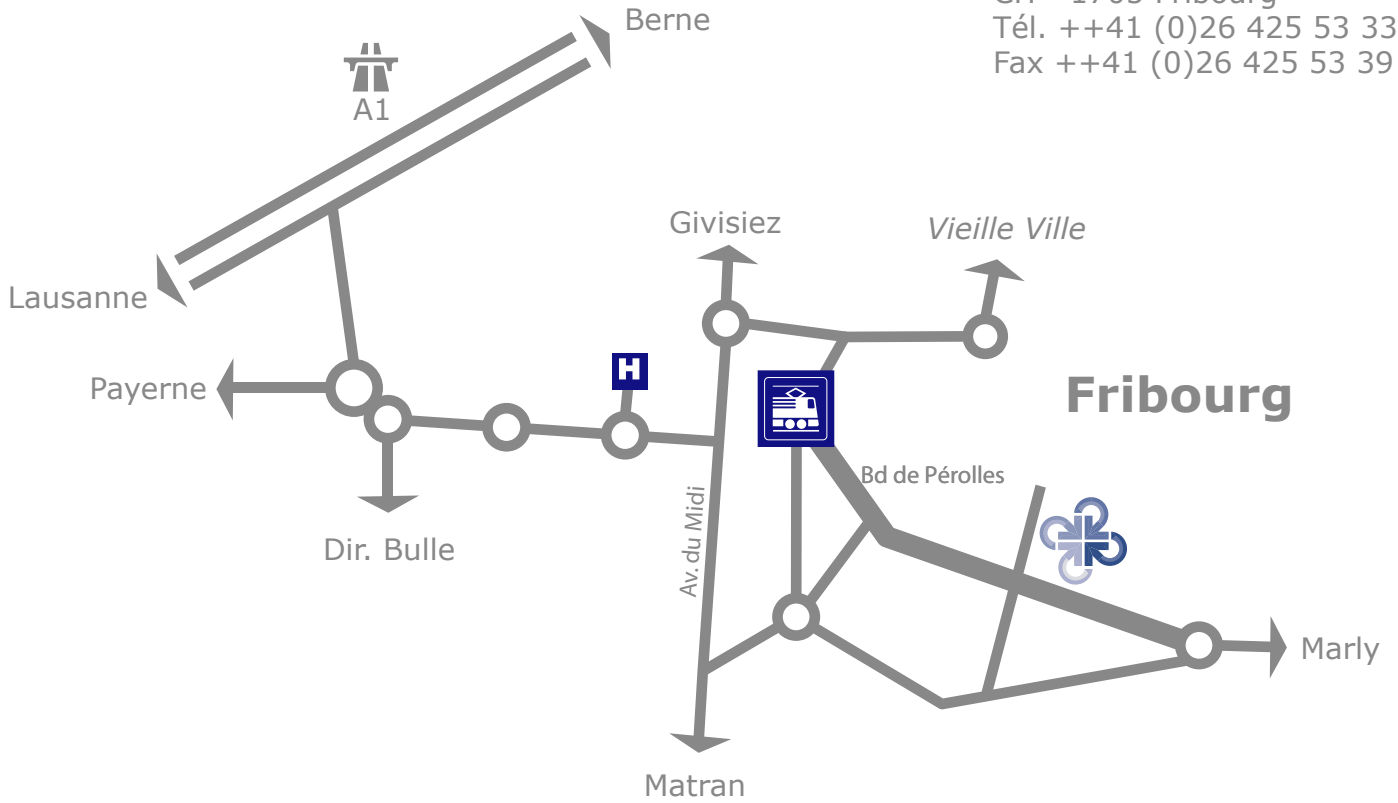 Tél. ++41 (0)26 425 53 33
Fax ++41 (0)26 425 53 39
Berne
A1
Lausanne
Givisiez
Vieille Ville
Payerne
H
Fribourg
Bd de Pérolles
Av. du Midi
Dir. Bulle
Marly
Matran